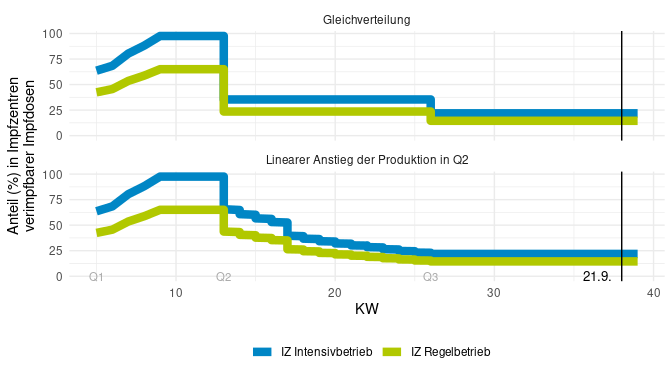 Gleichverteilung
100
75
50
25
0
Linearer Anstieg der Produktion in Q2
100
75
50
25
0
Q1
Q2
Q3
21.9.
10
20
30
40
KW
Anteil (%) in Impfzentren
verimpfbarer Impfdosen
IZ Intensivbetrieb
IZ Regelbetrieb